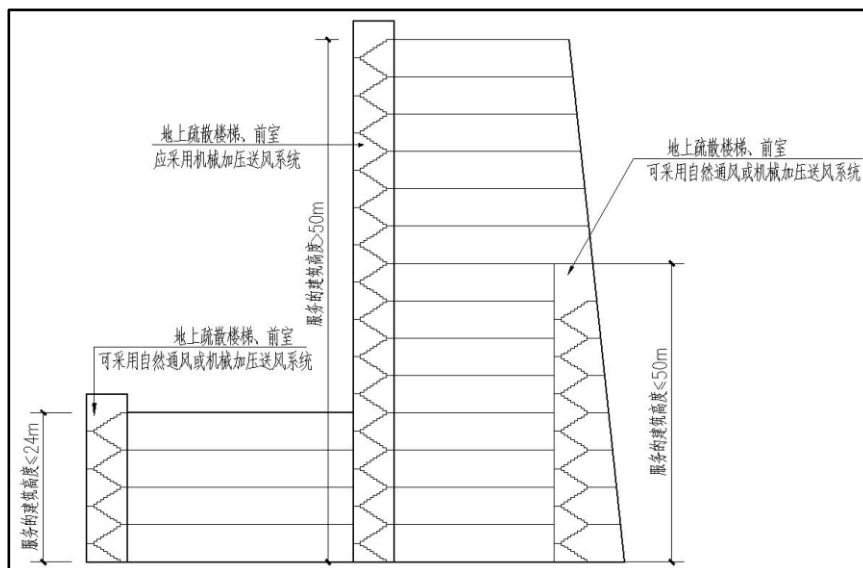 地上疏散楼梯、前室
应采用机械加压送风系统
地上疏散楼梯、前室
可采用自然通风或机械加压送风系统
服务的建筑高度>50m
地上疏散楼梯、前室
可采用自然通风或机械加压送风系统
服务的建筑高度≤24m
服务的建筑高度≤50m